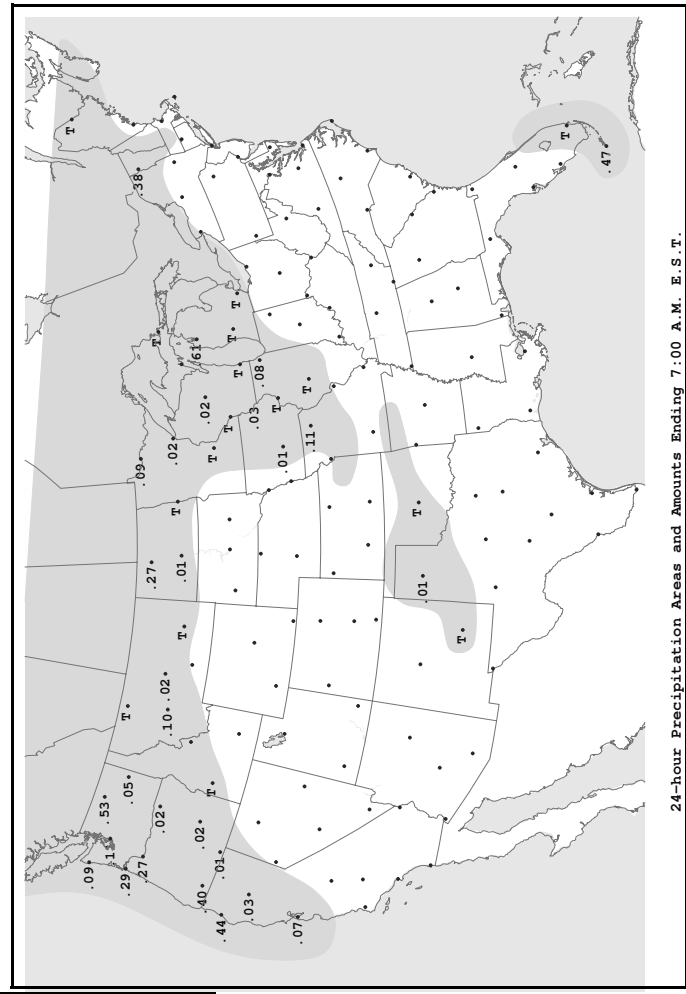 T
.09
.53
.29
T
.05
.38
.09
.27
.27
T
.02
.02
.10
.02
T
.01
T
.61
.02
.40
.02
T
T
.01
.44
T
T
T
T
.03
.03
.08
T
.01
.07
T
.11
T
.01
T
T
.47
24-hour Precipitation Areas and Amounts Ending 7:00 A.M. E.S.T.